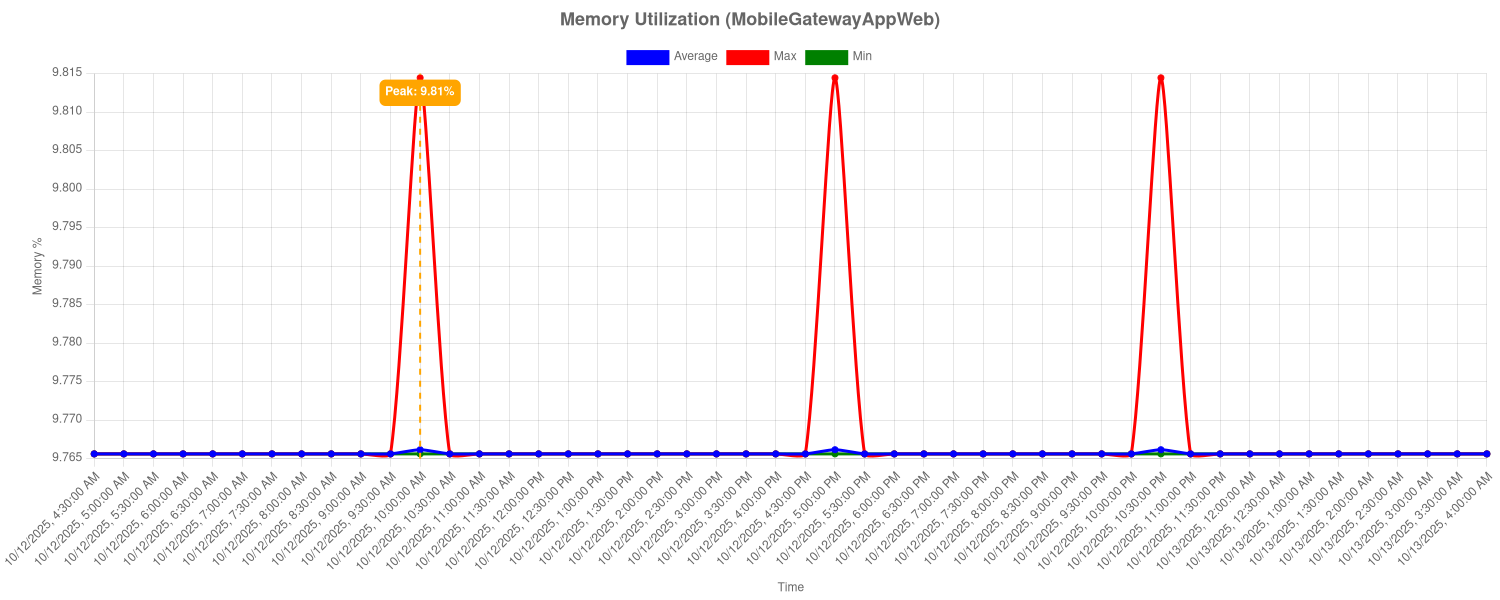 Memory Utilization (MobileGatewayAppWeb)
Average Max Min
9.815
Peak: 9.81%
9.810
9.805
9.800
9.795
9.790
9.785
9.780
9.775
9.770
9.765
Memory %
10/12/2025, 4:30:00 AM
10/12/2025, 5:00:00 AM
10/12/2025, 5:30:00 AM
10/12/2025, 6:00:00 AM
10/12/2025, 6:30:00 AM
10/12/2025, 7:00:00 AM
10/12/2025, 7:30:00 AM
10/12/2025, 8:00:00 AM
10/12/2025, 8:30:00 AM
10/12/2025, 9:00:00 AM
10/12/2025, 9:30:00 AM
10/12/2025, 10:00:00 AM
10/12/2025, 10:30:00 AM
10/12/2025, 11:00:00 AM
10/12/2025, 11:30:00 AM
10/12/2025, 12:00:00 PM
10/12/2025, 12:30:00 PM
10/12/2025, 1:00:00 PM
10/12/2025, 1:30:00 PM
10/12/2025, 2:00:00 PM
10/12/2025, 2:30:00 PM
10/12/2025, 3:00:00 PM
10/12/2025, 3:30:00 PM
10/12/2025, 4:00:00 PM
10/12/2025, 4:30:00 PM
10/12/2025, 5:00:00 PM
10/12/2025, 5:30:00 PM
10/12/2025, 6:00:00 PM
10/12/2025, 6:30:00 PM
10/12/2025, 7:00:00 PM
10/12/2025, 7:30:00 PM
10/12/2025, 8:00:00 PM
10/12/2025, 8:30:00 PM
10/12/2025, 9:00:00 PM
10/12/2025, 9:30:00 PM
10/12/2025, 10:00:00 PM
10/12/2025, 10:30:00 PM
10/12/2025, 11:00:00 PM
10/12/2025, 11:30:00 PM
10/13/2025, 12:00:00 AM
10/13/2025, 12:30:00 AM
10/13/2025, 1:00:00 AM
10/13/2025, 1:30:00 AM
10/13/2025, 2:00:00 AM
10/13/2025, 2:30:00 AM
10/13/2025, 3:00:00 AM
10/13/2025, 3:30:00 AM
10/13/2025, 4:00:00 AM
Time